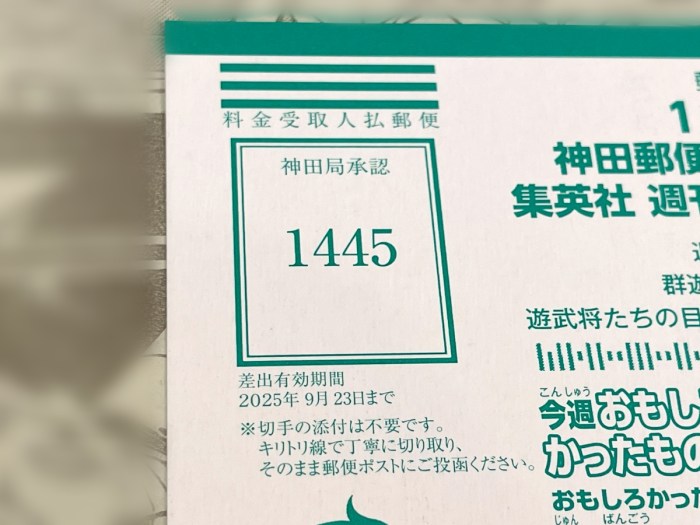 料金受取人払郵便
神田局承認
1445
差出有効期間
2025年9月23日まで
※切手の添付は不要です。
キリトリ線で丁寧に切り取り、
そのまま郵便ポストにご投函ください。
1
神田郵便
集英社 週
群遊
遊武将たちの目
こんしゅう
今週おもし
かったもの
おもしろかった
じゅん ばんごう